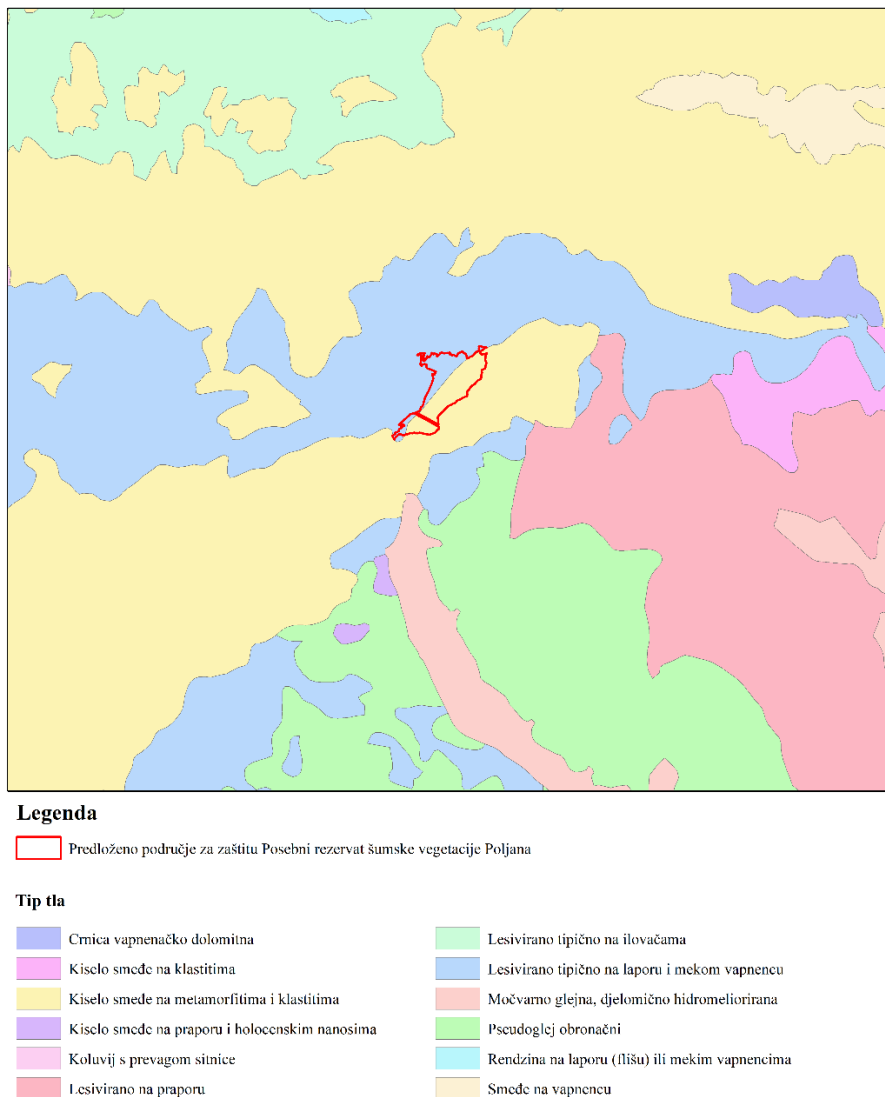 Legenda
Predloženo područje za zaštitu Posebni rezervat šumske vegetacije Poljana
Tip tla
Crnica vapnenačko dolomitna
Kiselo smeđe na klastitima
Kiselo smeđe na metamorfitima i klastitima
Kiselo smeđe na praporu i holocenskim nanosima
Koluvij s prevagom sitnice
Lesivirano na praporu
Lesivirano tipično na ilovačama
Lesivirano tipično na laporu i mekom vapnencu
Močvarno glejna, djelomično hidromeliorirana
Pseudoglej obronačni
Rendzina na laporu (flišu) ili mekim vapnencima
Smeđe na vapnencu